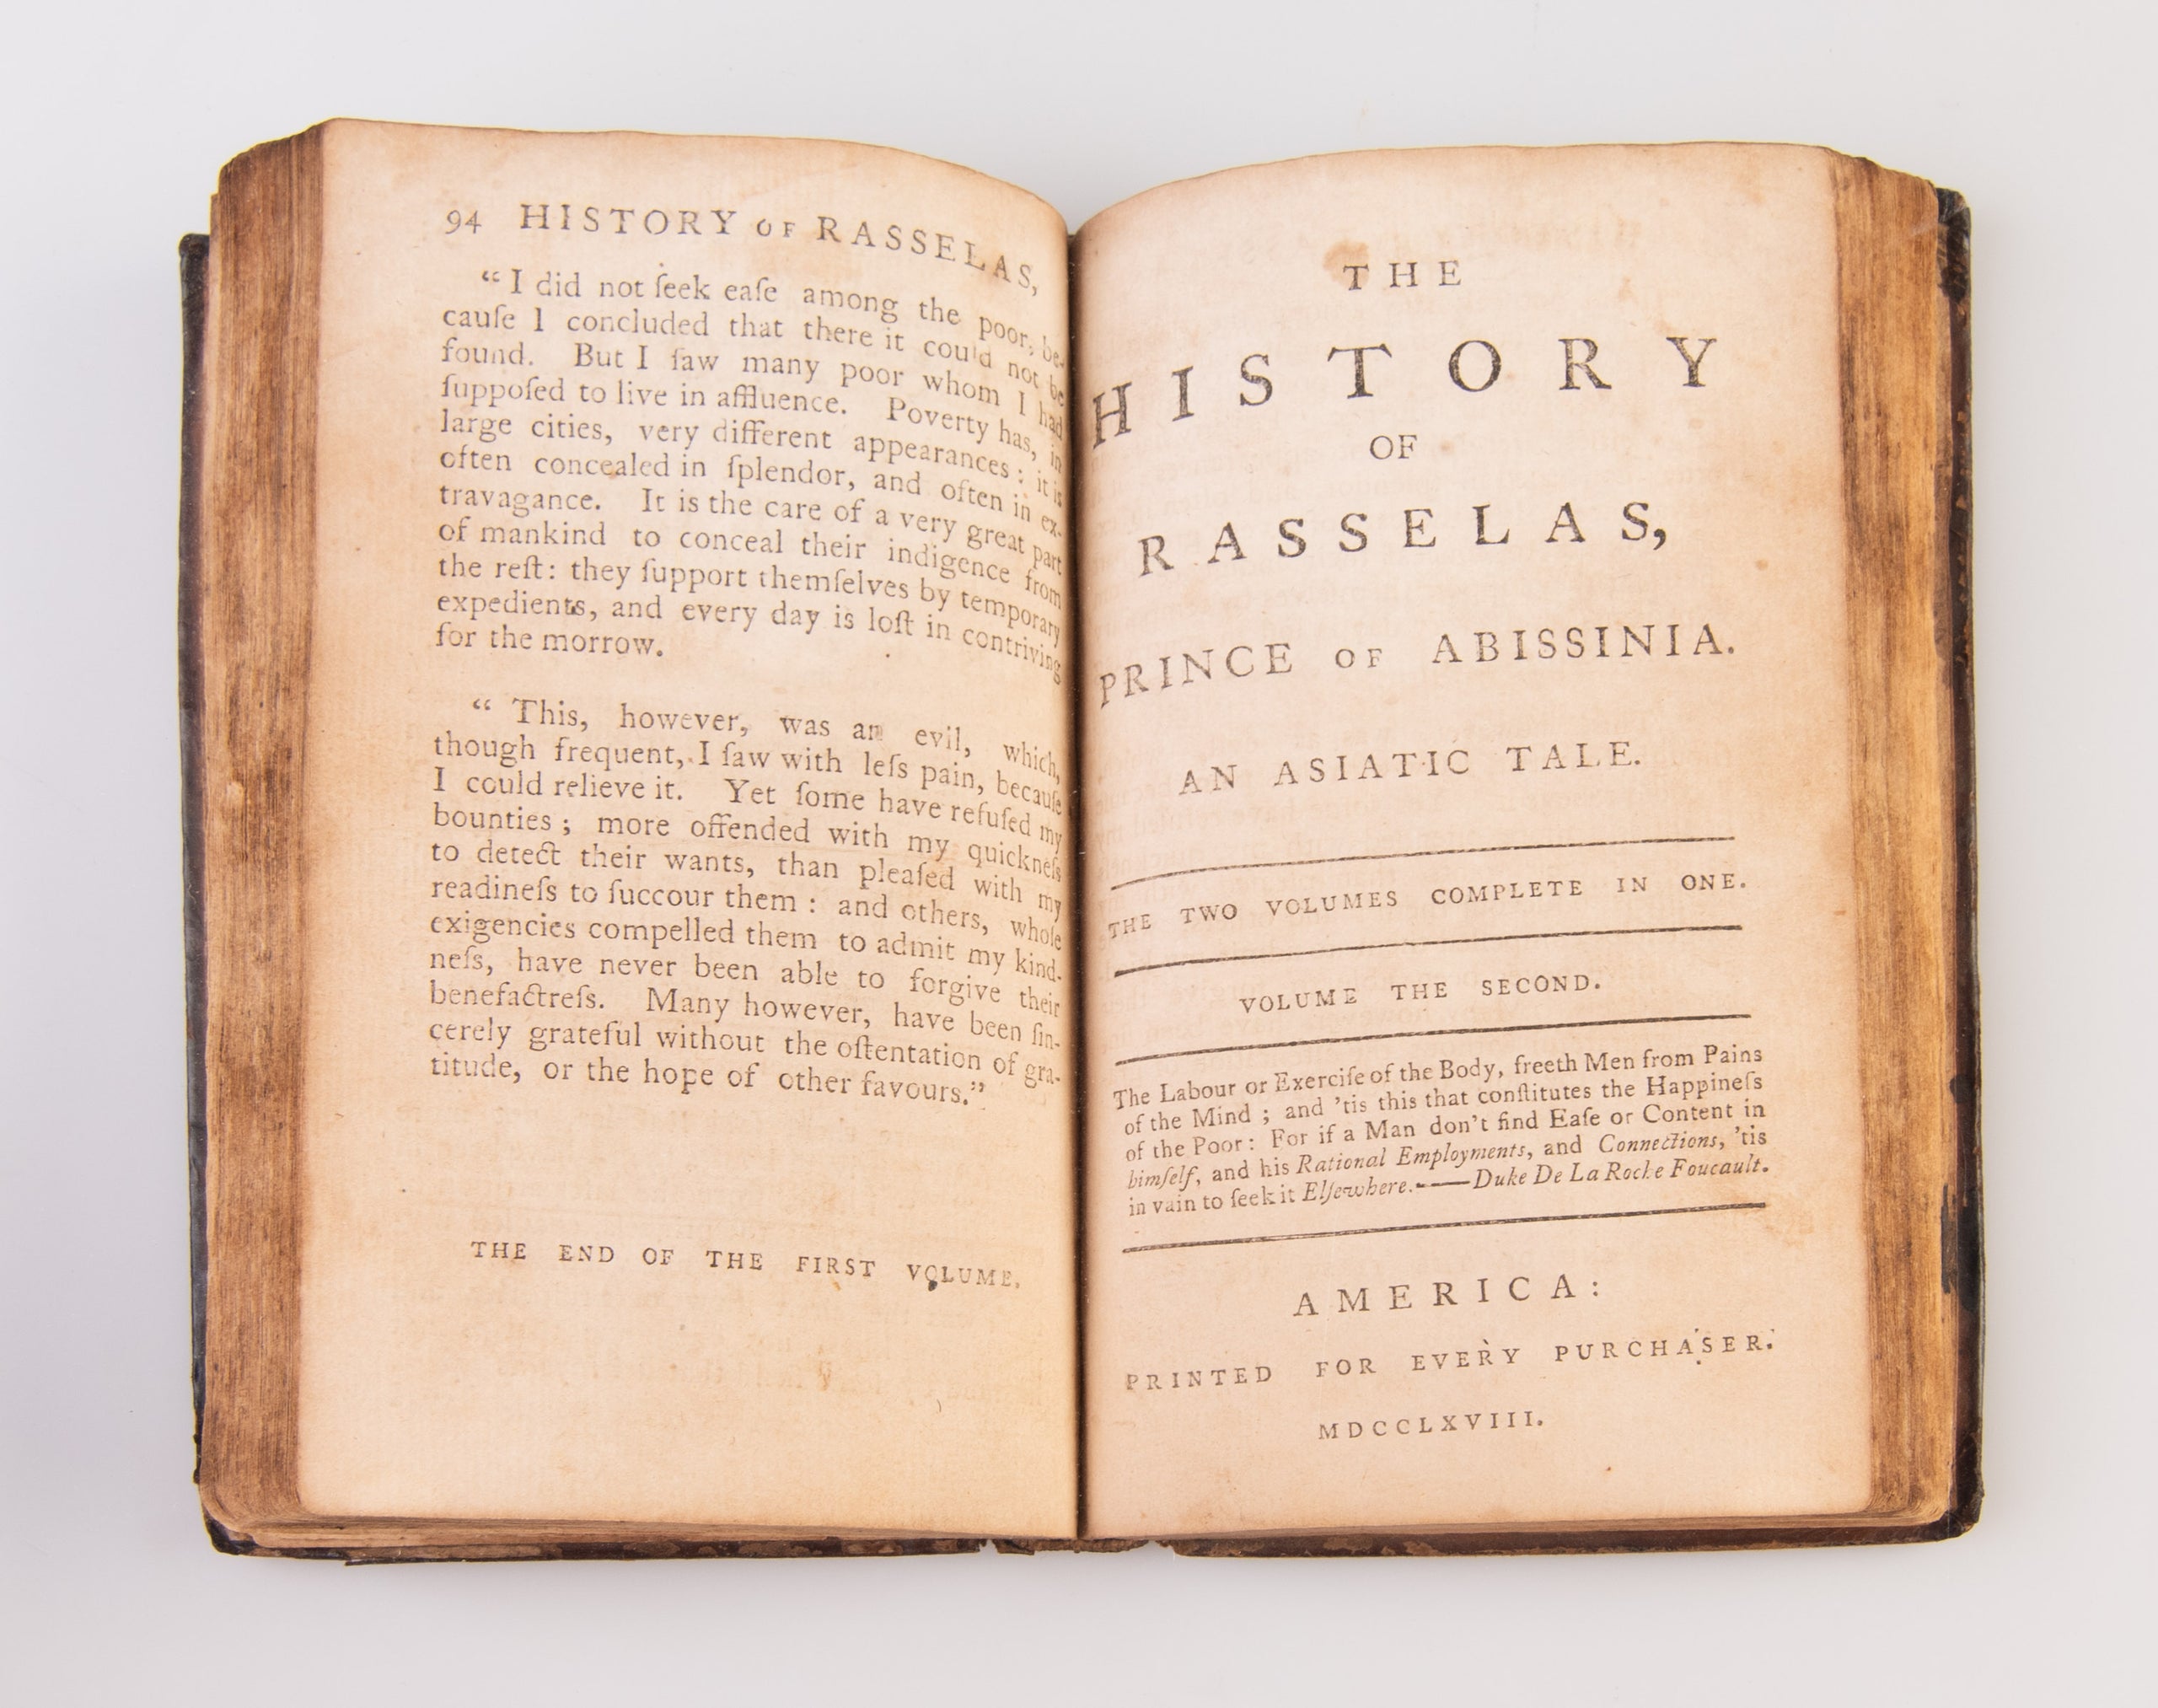 94 HISTORY OF RASSELAS,
“ I did not ſeek eaſe among the poor, be-
cauſe I concluded that there it could not be
found. But I ſaw many poor whom I had
ſuppoſed to live in affluence. Poverty has, in
large cities, very different appearances : it is
often concealed in ſplendor, and often in ex-
travagance. It is the care of a very great part
of mankind to conceal their indigence from
the reſt: they ſupport themſelves by temporary
expedients, and every day is loſt in contriving
for the morrow.
“ This, however, was an evil, which,
though frequent, I ſaw with leſs pain, becauſe
I could relieve it. Yet ſome have refuſed my
bounties ; more offended with my quickneſs
to detect their wants, than pleaſed with my
readineſs to ſuccour them : and others, whoſe
exigencies compelled them to admit my kind-
neſs, have never been able to forgive their
benefactreſs. Many however, have been ſin-
cerely grateful without the oſtentation of gra-
titude, or the hope of other favours.”
THE END OF THE FIRST VOLUME.
THE
HISTORY
OF
RASSELAS,
PRINCE OF ABISSINIA.
AN ASIATIC TALE.
THE TWO VOLUMES COMPLETE IN ONE.
VOLUME THE SECOND.
The Labour or Exerciſe of the Body, freeth Men from Pains
of the Mind ; and ’tis this that conſtitutes the Happineſs
of the Poor: For if a Man don’t find Eaſe or Content in
himſelf, and his Rational Employments, and Connections, ’tis
in vain to ſeek it Elſewhere.——Duke De La Roche Foucault.
AMERICA:
PRINTED FOR EVERY PURCHASER.
MDCCLXVIII.